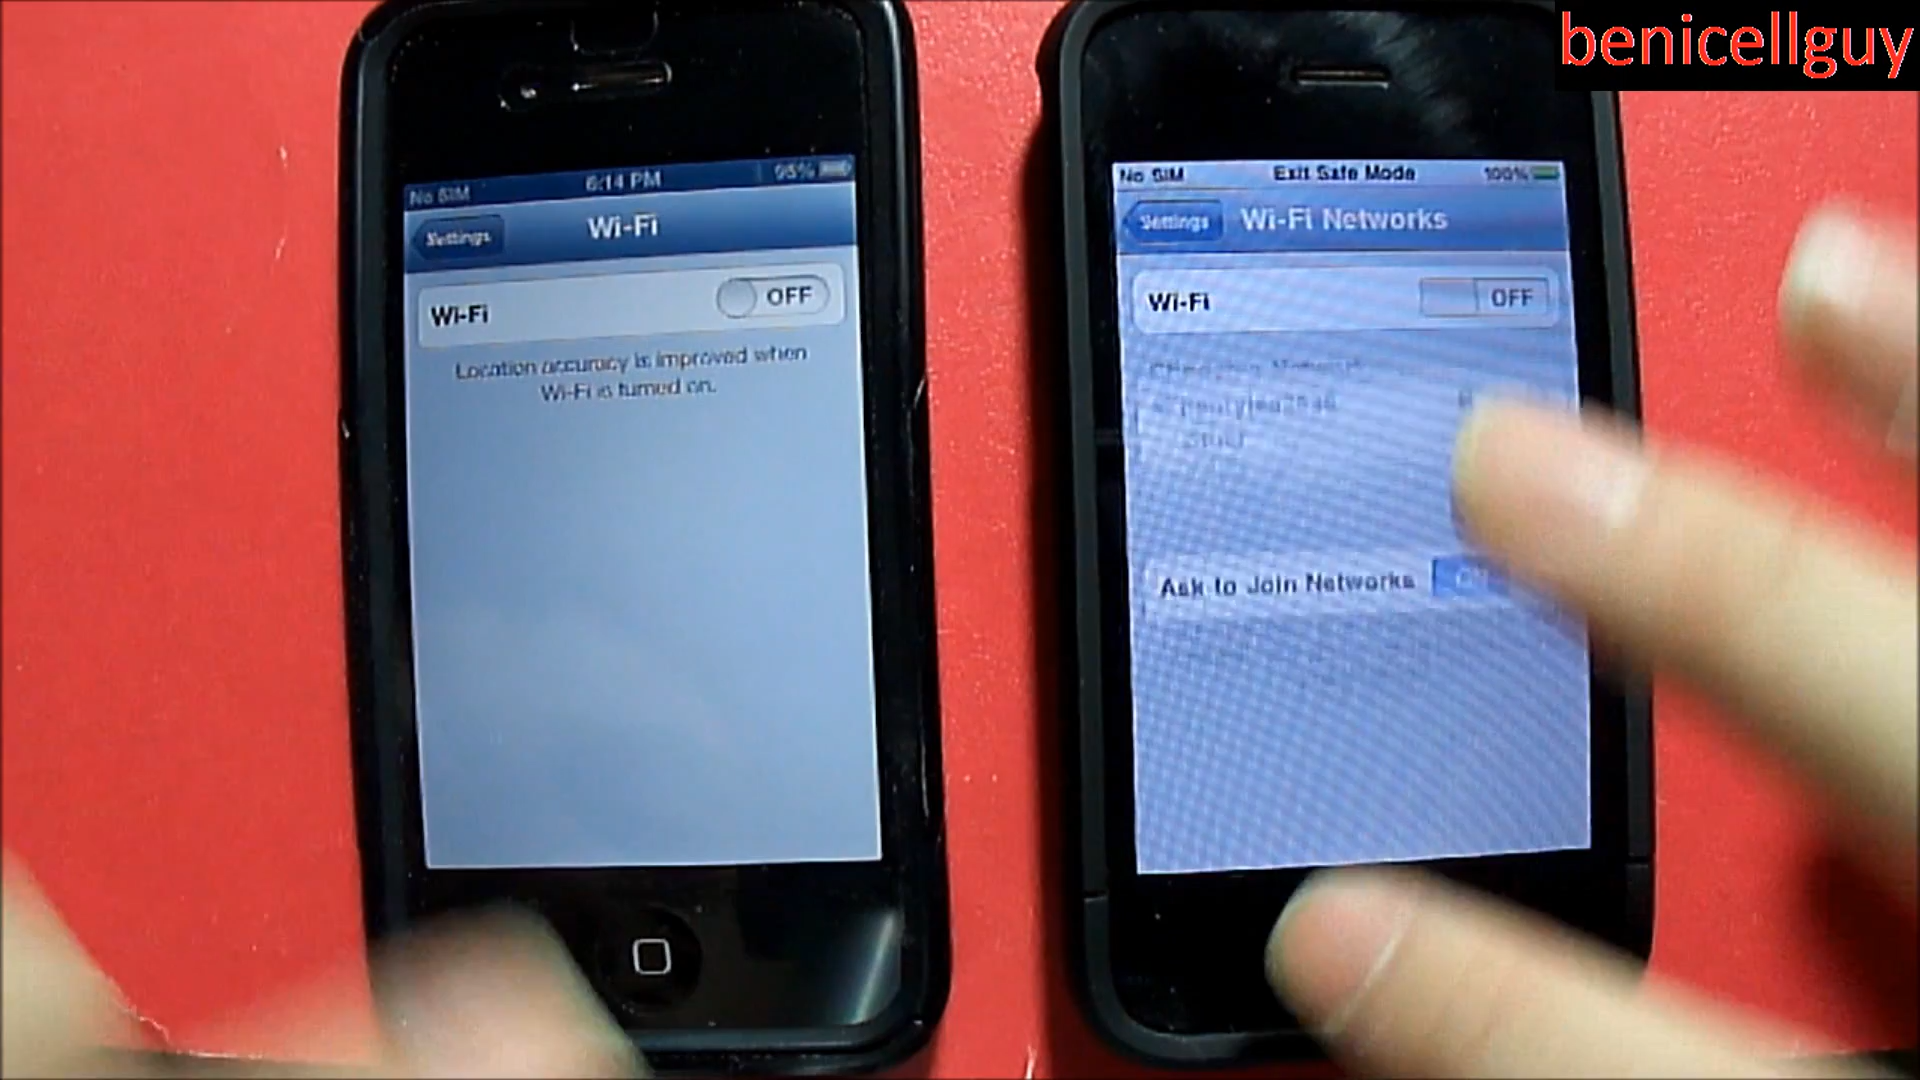 benicellguy
No SIM 6:14 PM 95%
Settings Wi-Fi
Wi-Fi OFF
Location accuracy is improved when
Wi-Fi is turned on.
No SIM Exit Safe Mode 100%
Settings Wi-Fi Networks
Wi-Fi OFF
Ask to Join Networks